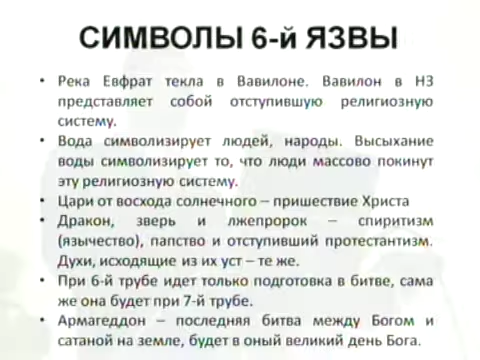 СИМВОЛЫ 6-й ЯЗВЫ
• Река Евфрат текла в Вавилоне. Вавилон в НЗ
представляет собой отступившую религиозную
систему.
• Вода символизирует людей, народы. Высыхание
воды символизирует то, что люди массово покинут
эту религиозную систему.
• Цари от восхода солнечного – пришествие Христа
• Дракон, зверь и лжепророк – спиритизм
(язычество), папство и отступивший протестантизм.
Духи, исходящие из их уст – те же.
• При 6-й трубе идет только подготовка в битве, сама
же она будет при 7-й трубе.
• Армагеддон – последняя битва между Богом и
сатаной на земле, будет в оный великий день Бога.